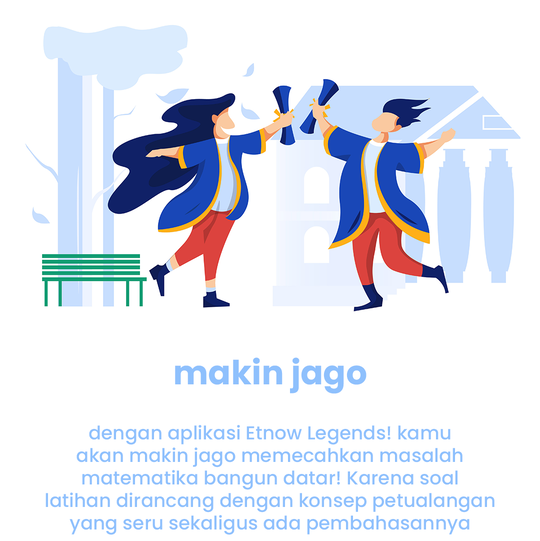 makin jago
dengan aplikasi Etnow Legends! kamu
akan makin jago memecahkan masalah
matematika bangun datar! Karena soal
latihan dirancang dengan konsep petualangan
yang seru sekaligus ada pembahasannya